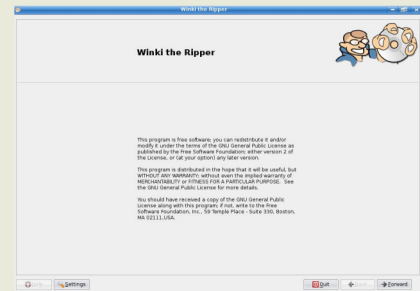 Winki the Ripper
Winki the Ripper
This program is free software; you can redistribute it and/or
modify it under the terms of the GNU General Public License as
published by the Free Software Foundation; either version 2 of
the License, or (at your option) any later version.
This program is distributed in the hope that it will be useful, but
WITHOUT ANY WARRANTY; without even the implied warranty of
MERCHANTABILITY or FITNESS FOR A PARTICULAR PURPOSE. See
the GNU General Public License for more details.
You should have received a copy of the GNU General Public
License along with this program; if not, write to the Free
Software Foundation, Inc., 59 Temple Place - Suite 330, Boston,
MA 02111,USA.
Settings Quit Forward